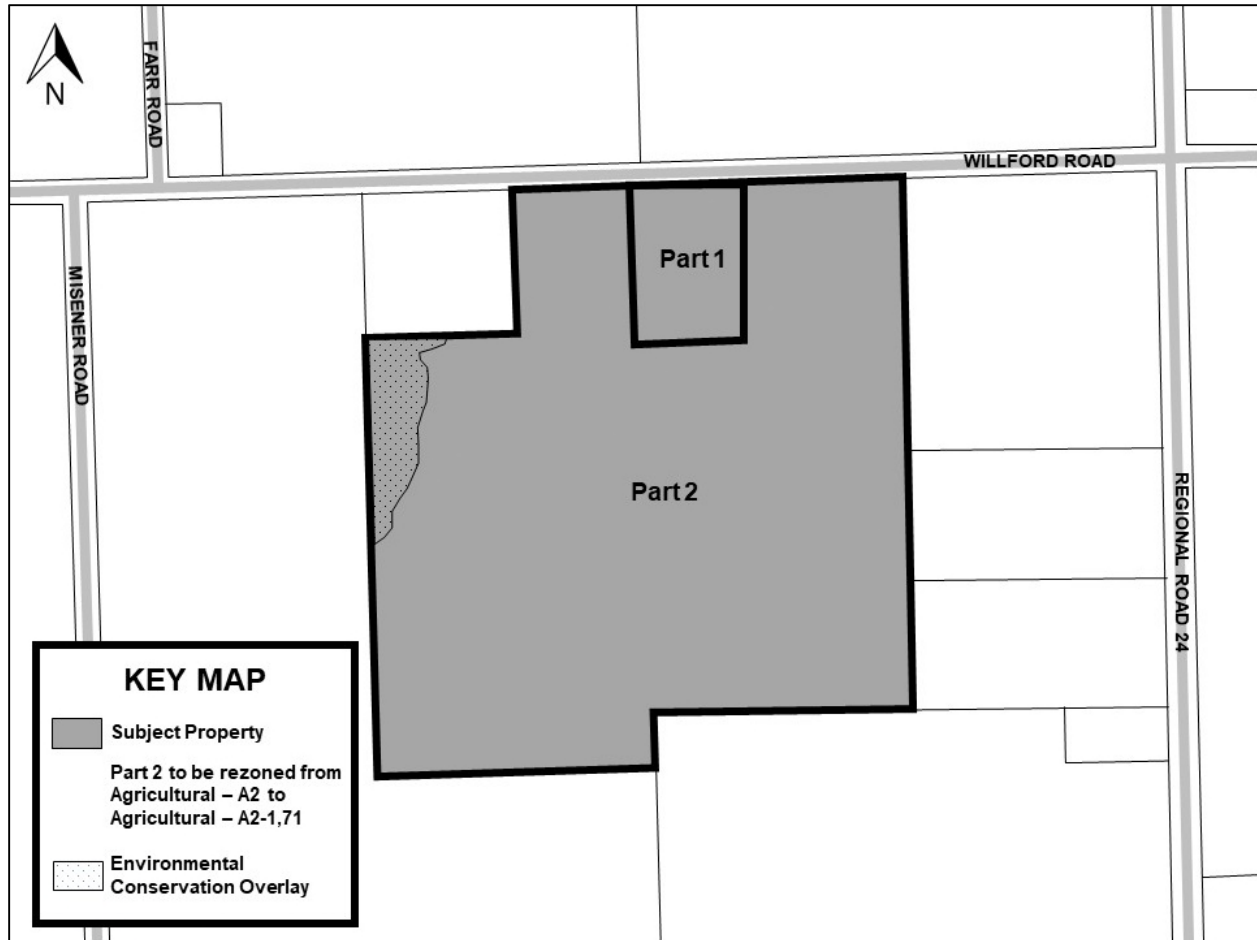 N
FARR ROAD
WILLFORD ROAD
MISENER ROAD
Part 1
Part 2
REGIONAL ROAD 24
KEY MAP
Subject Property
Part 2 to be rezoned from
Agricultural – A2 to
Agricultural – A2-1,71
Environmental
Conservation Overlay